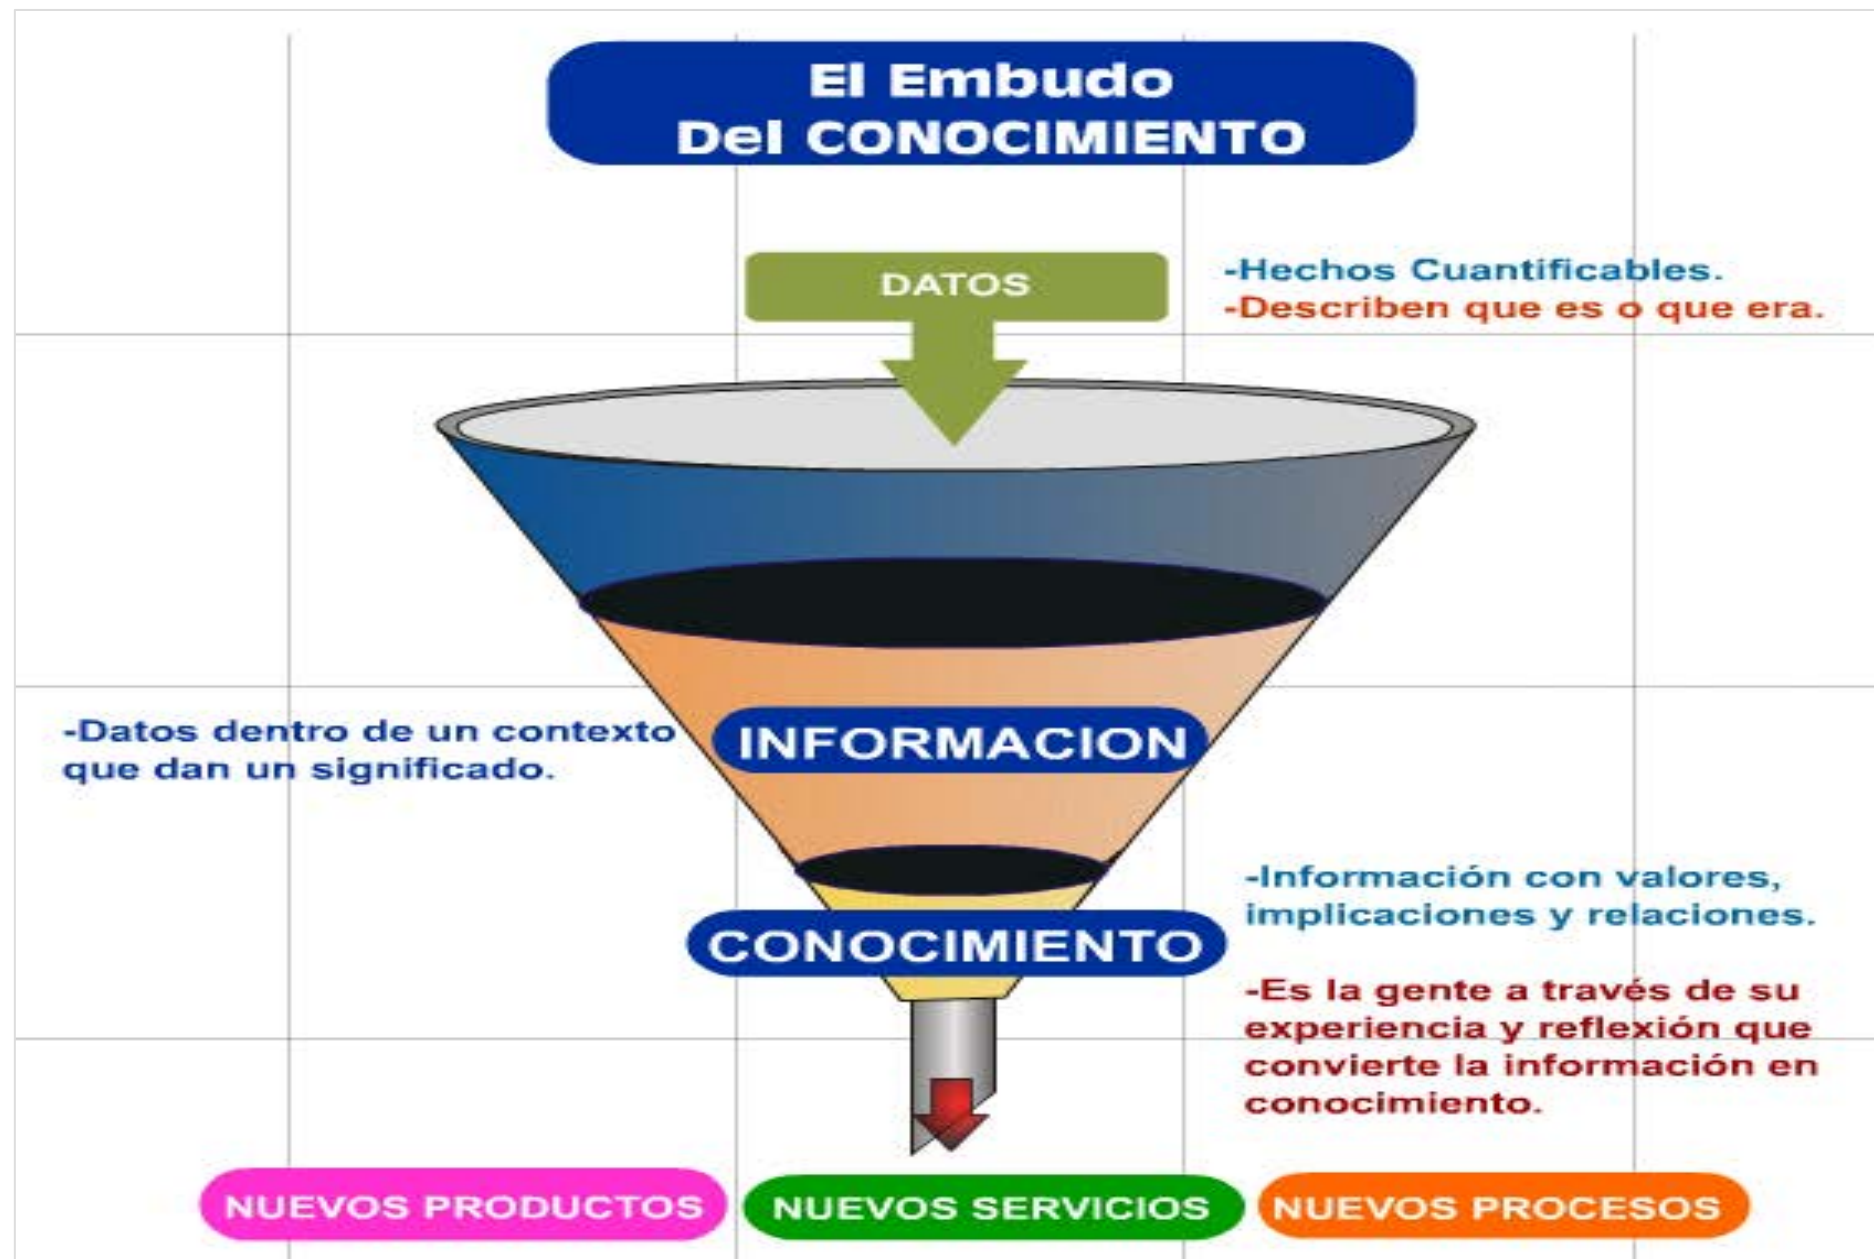 El Embudo
Del CONOCIMIENTO
DATOS
-Hechos Cuantificables.
-Describen que es o que era.
-Datos dentro de un contexto
que dan un significado.
INFORMACION
CONOCIMIENTO
-Información con valores,
implicaciones y relaciones.
-Es la gente a través de su
experiencia y reflexión que
convierte la información en
conocimiento.
NUEVOS PRODUCTOS
NUEVOS SERVICIOS
NUEVOS PROCESOS